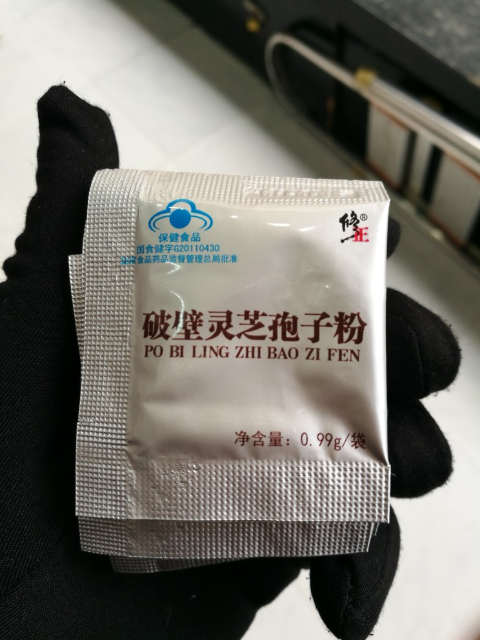 保健食品
国食健字G20110430
国家食品药品监督管理总局批准
修正®
破壁灵芝孢子粉
PO BI LING ZHI BAO ZI FEN
净含量：0.99g/袋